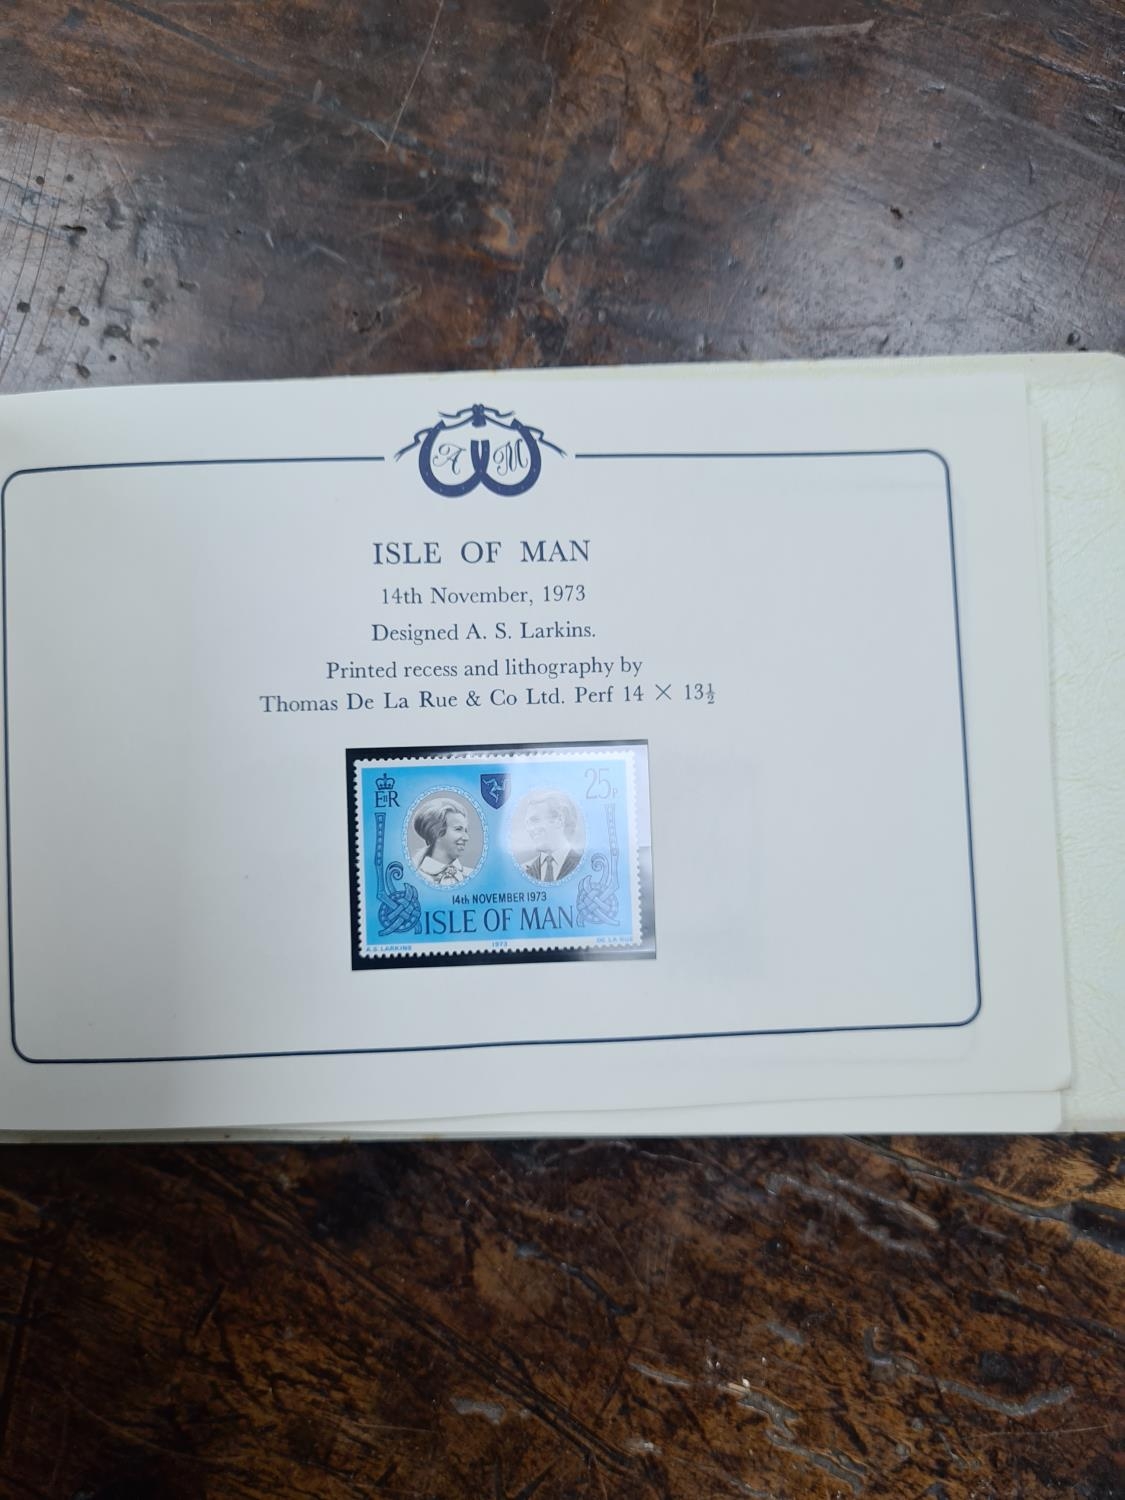 A M
ISLE OF MAN
14th November, 1973
Designed A. S. Larkins.
Printed recess and lithography by
Thomas De La Rue & Co Ltd. Perf 14 × 13½
EIIR
25p
14th NOVEMBER 1973
ISLE OF MAN
A.S. LARKINS 1973 DE LA RUE